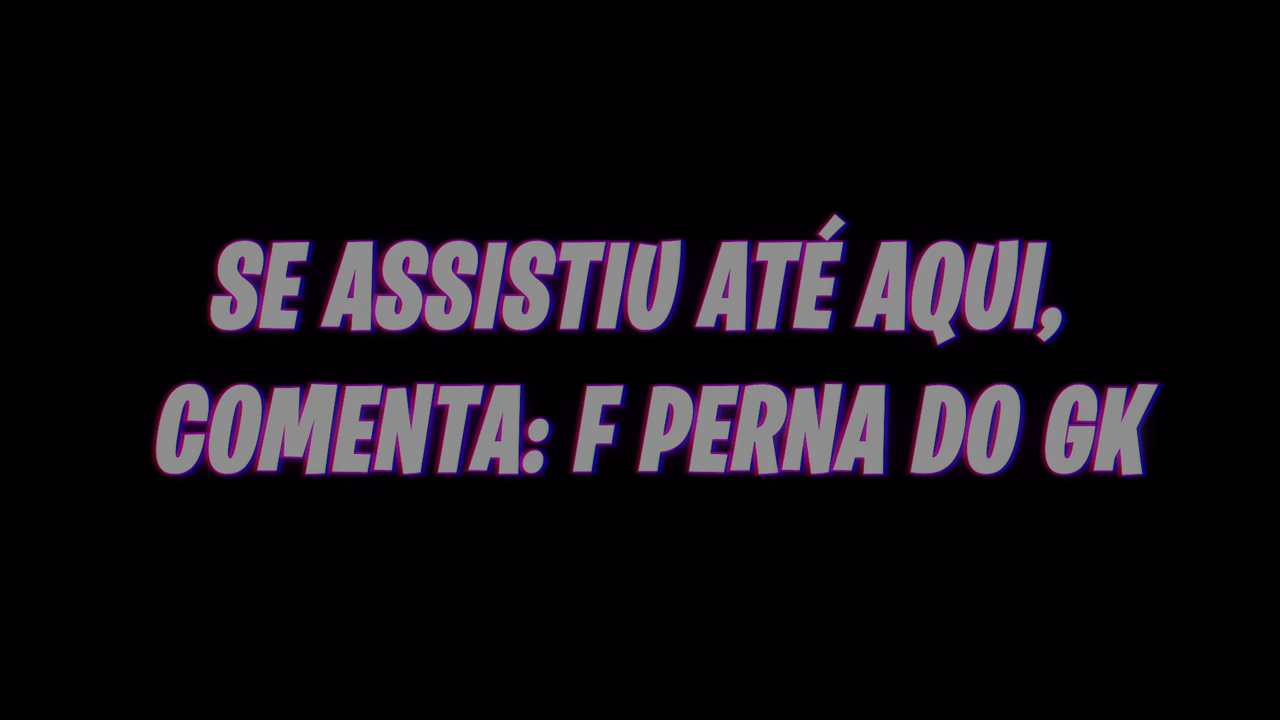 SE ASSISTIU ATÉ AQUI,
COMENTA: F PERNA DO GK